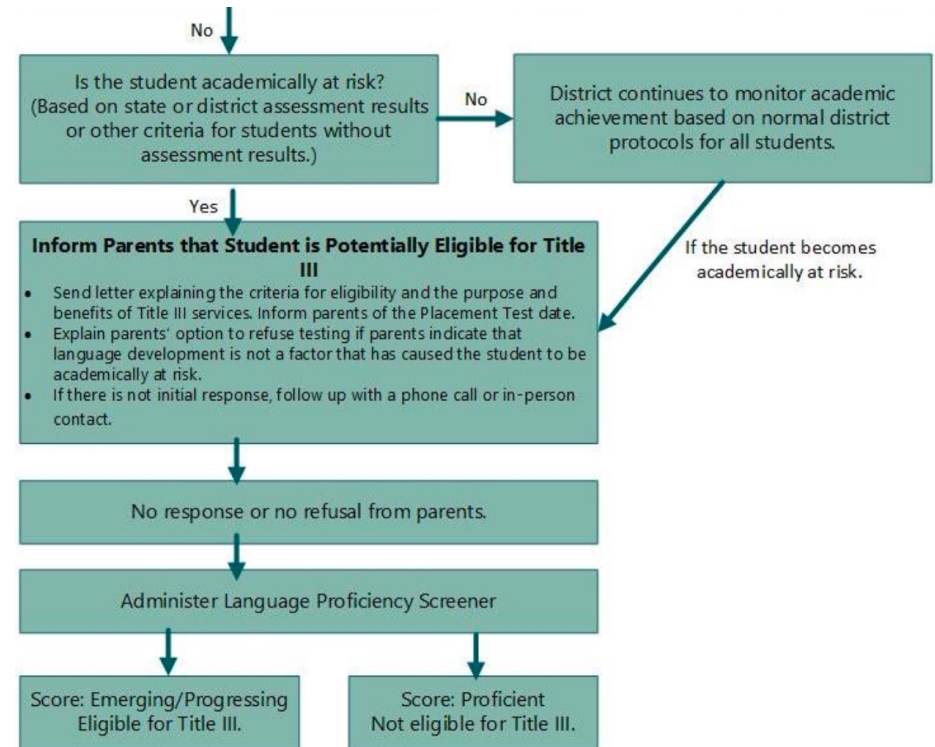 No
Is the student academically at risk?
(Based on state or district assessment results
or other criteria for students without
assessment results.)
No
District continues to monitor academic
achievement based on normal district
protocols for all students.
Yes
If the student becomes
academically at risk.
Inform Parents that Student is Potentially Eligible for Title
III
• Send letter explaining the criteria for eligibility and the purpose and
benefits of Title III services. Inform parents of the Placement Test date.
• Explain parents' option to refuse testing if parents indicate that
language development is not a factor that has caused the student to be
academically at risk.
• If there is not initial response, follow up with a phone call or in-person
contact.
No response or no refusal from parents.
Administer Language Proficiency Screener
Score: Emerging/Progressing
Eligible for Title III.
Score: Proficient
Not eligible for Title III.